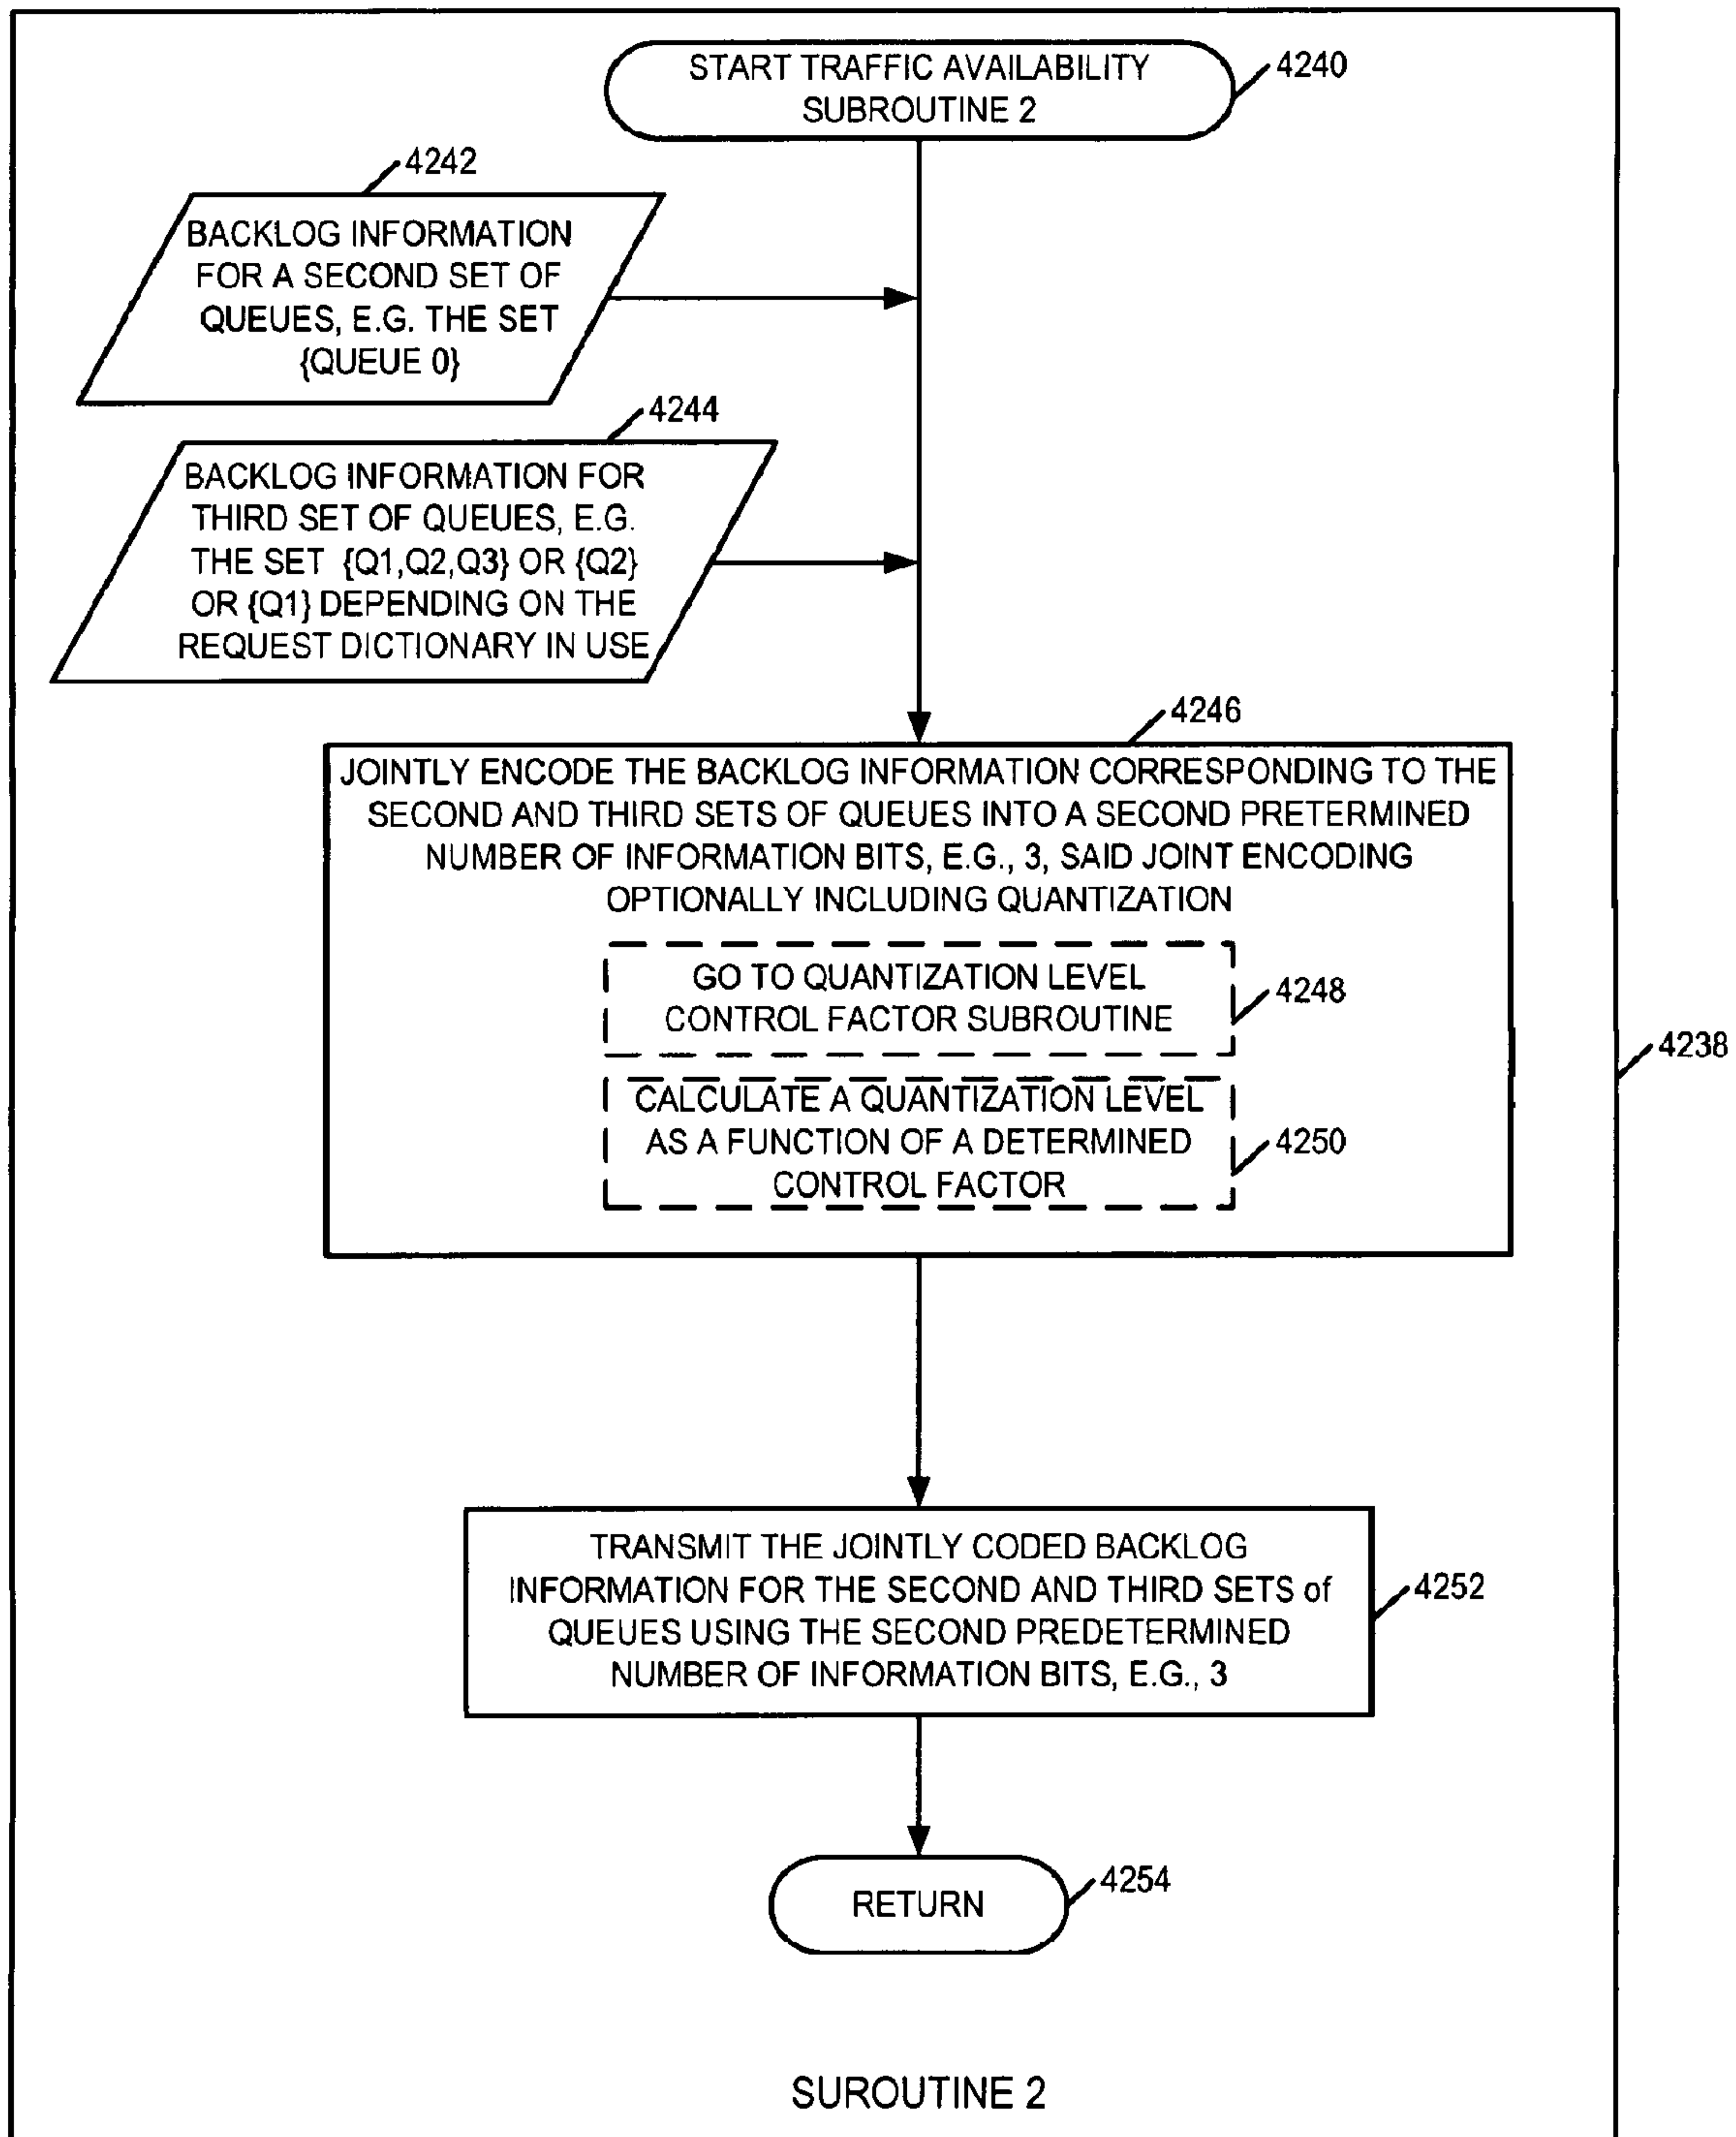 START TRAFFIC AVAILABILITY
SUBROUTINE 2
4240
4242
BACKLOG INFORMATION
FOR A SECOND SET OF
QUEUES, E.G. THE SET
{QUEUE 0}
4244
BACKLOG INFORMATION FOR
THIRD SET OF QUEUES, E.G.
THE SET {Q1,Q2,Q3} OR {Q2}
OR {Q1} DEPENDING ON THE
REQUEST DICTIONARY IN USE
4246
JOINTLY ENCODE THE BACKLOG INFORMATION CORRESPONDING TO THE
SECOND AND THIRD SETS OF QUEUES INTO A SECOND PRETERMINED
NUMBER OF INFORMATION BITS, E.G., 3, SAID JOINT ENCODING
OPTIONALLY INCLUDING QUANTIZATION
GO TO QUANTIZATION LEVEL
CONTROL FACTOR SUBROUTINE
4248
4238
CALCULATE A QUANTIZATION LEVEL
AS A FUNCTION OF A DETERMINED
CONTROL FACTOR
4250
TRANSMIT THE JOINTLY CODED BACKLOG
INFORMATION FOR THE SECOND AND THIRD SETS of
QUEUES USING THE SECOND PREDETERMINED
NUMBER OF INFORMATION BITS, E.G., 3
4252
RETURN
4254
SUROUTINE 2